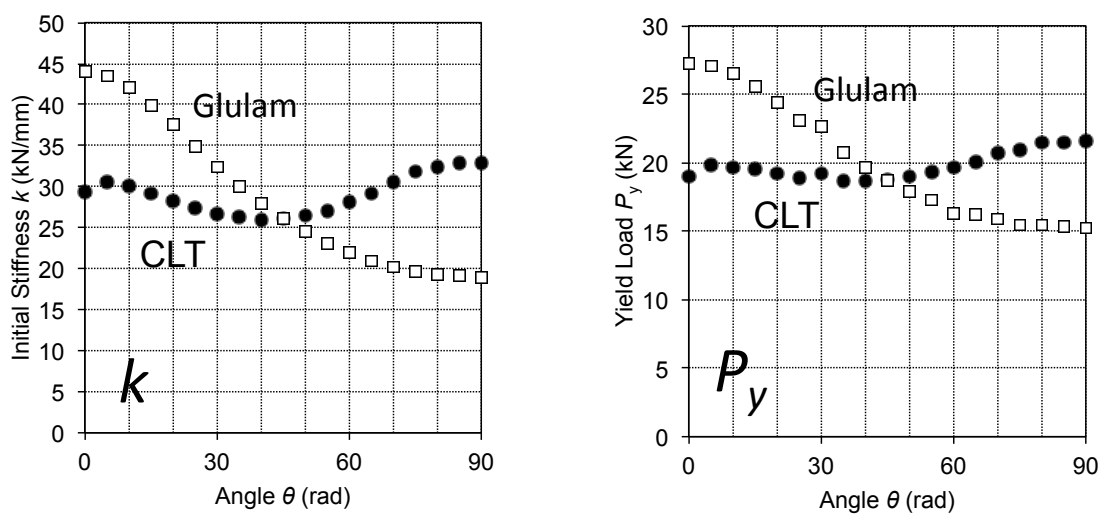 50
45
40
35
30
25
20
15
10
5
0
Initial Stiffness k (kN/mm)
Glulam
CLT
k
0 30 60 90
Angle θ (rad)
30
25
20
15
10
5
0
Yield Load Py (kN)
Glulam
CLT
Py
0 30 60 90
Angle θ (rad)